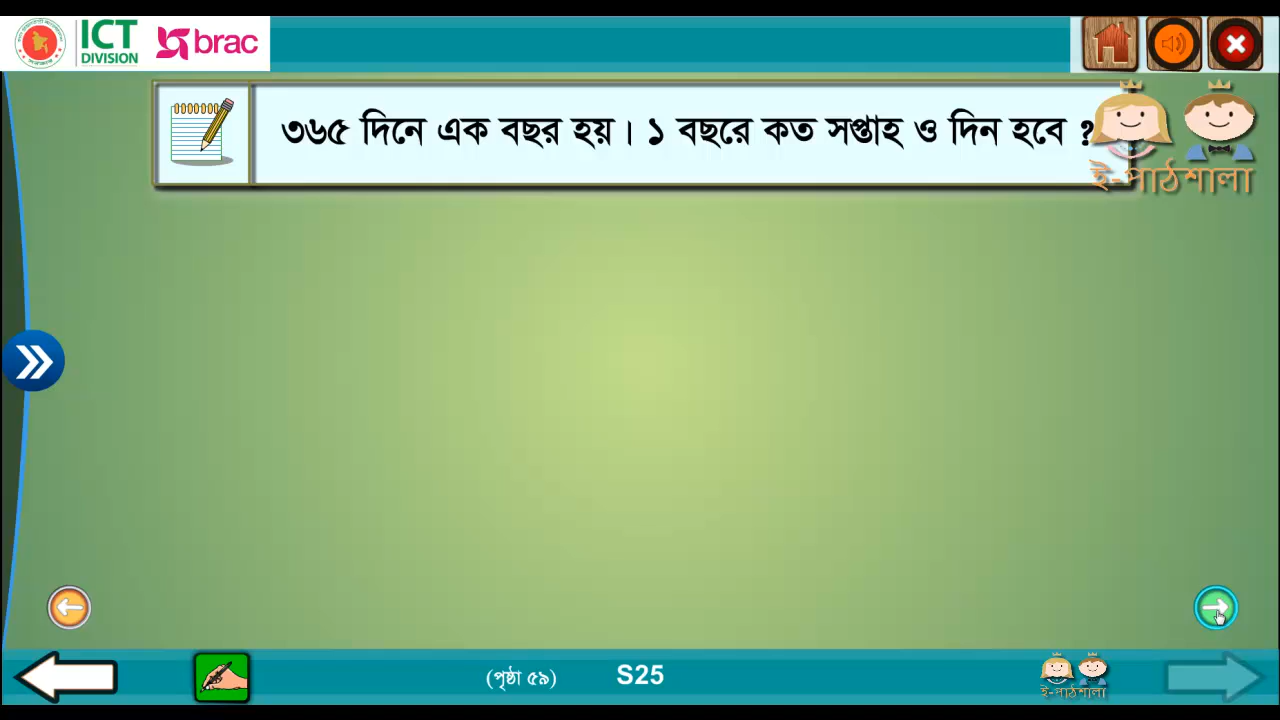 ICT
DIVISION
brac
৩৬৫ দিনে এক বছর হয়। ১ বছরে কত সপ্তাহ ও দিন হবে ?
ই-পাঠশালা
(পৃষ্ঠা ৫৯)
S25
ই-পাঠশালা